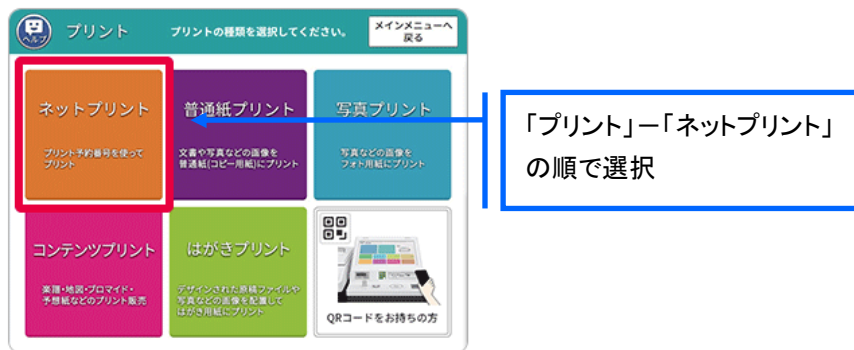 ヘルプ
プリント
プリントの種類を選択してください。
メインメニューへ
戻る
ネットプリント
プリント予約番号を使って
プリント
普通紙プリント
文書や写真などの画像を
普通紙(コピー用紙)にプリント
写真プリント
写真などの画像を
フォト用紙にプリント
「プリント」－「ネットプリント」
の順で選択
コンテンツプリント
楽譜・地図・ブロマイド・
予想紙などのプリント販売
はがきプリント
デザインされた原稿ファイルや
写真などの画像を配置して
はがき用紙にプリント
QRコードをお持ちの方